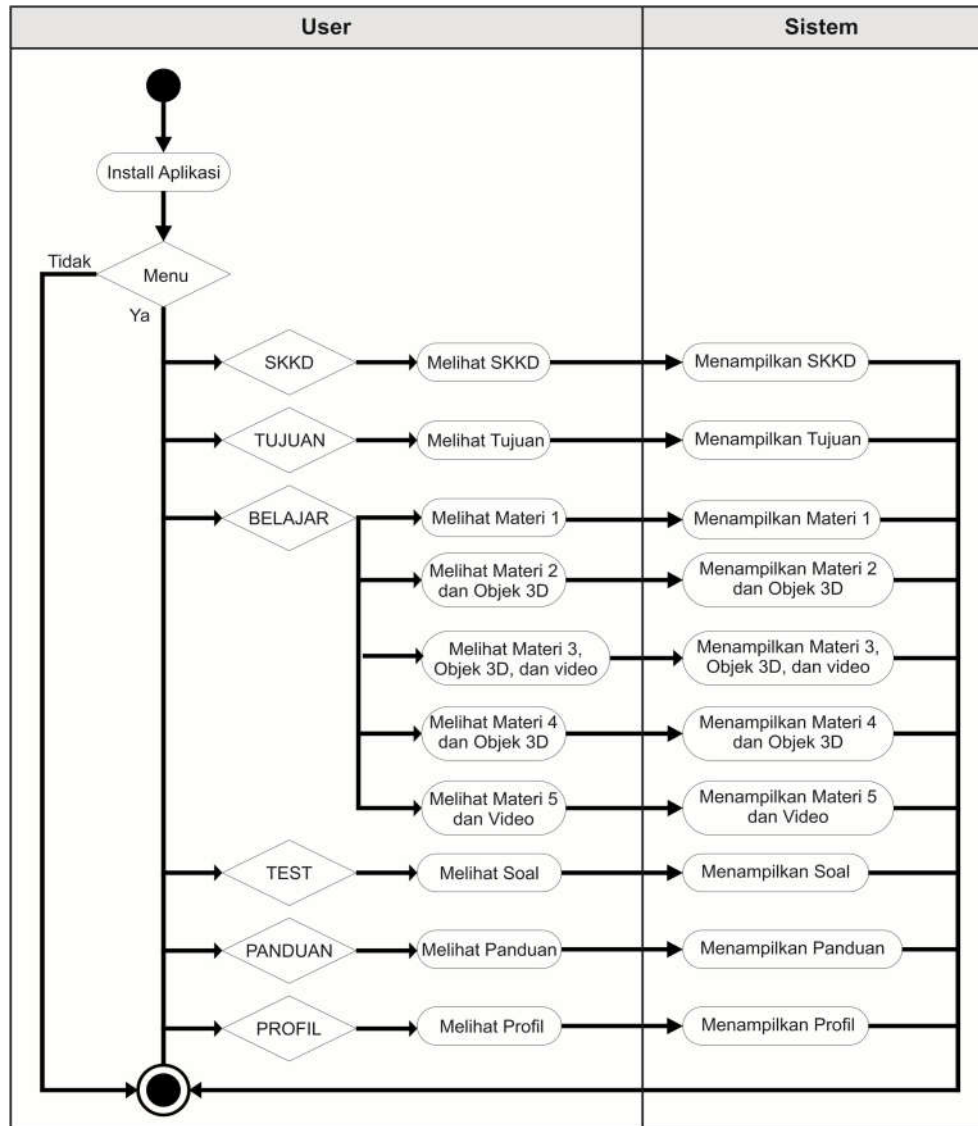 User
Sistem
Install Aplikasi
Tidak
Menu
Ya
SKKD
Melihat SKKD
Menampilkan SKKD
TUJUAN
Melihat Tujuan
Menampilkan Tujuan
BELAJAR
Melihat Materi 1
Menampilkan Materi 1
Melihat Materi 2
dan Objek 3D
Menampilkan Materi 2
dan Objek 3D
Melihat Materi 3,
Objek 3D, dan video
Menampilkan Materi 3,
Objek 3D, dan video
Melihat Materi 4
dan Objek 3D
Menampilkan Materi 4
dan Objek 3D
Melihat Materi 5
dan Video
Menampilkan Materi 5
dan Video
TEST
Melihat Soal
Menampilkan Soal
PANDUAN
Melihat Panduan
Menampilkan Panduan
PROFIL
Melihat Profil
Menampilkan Profil